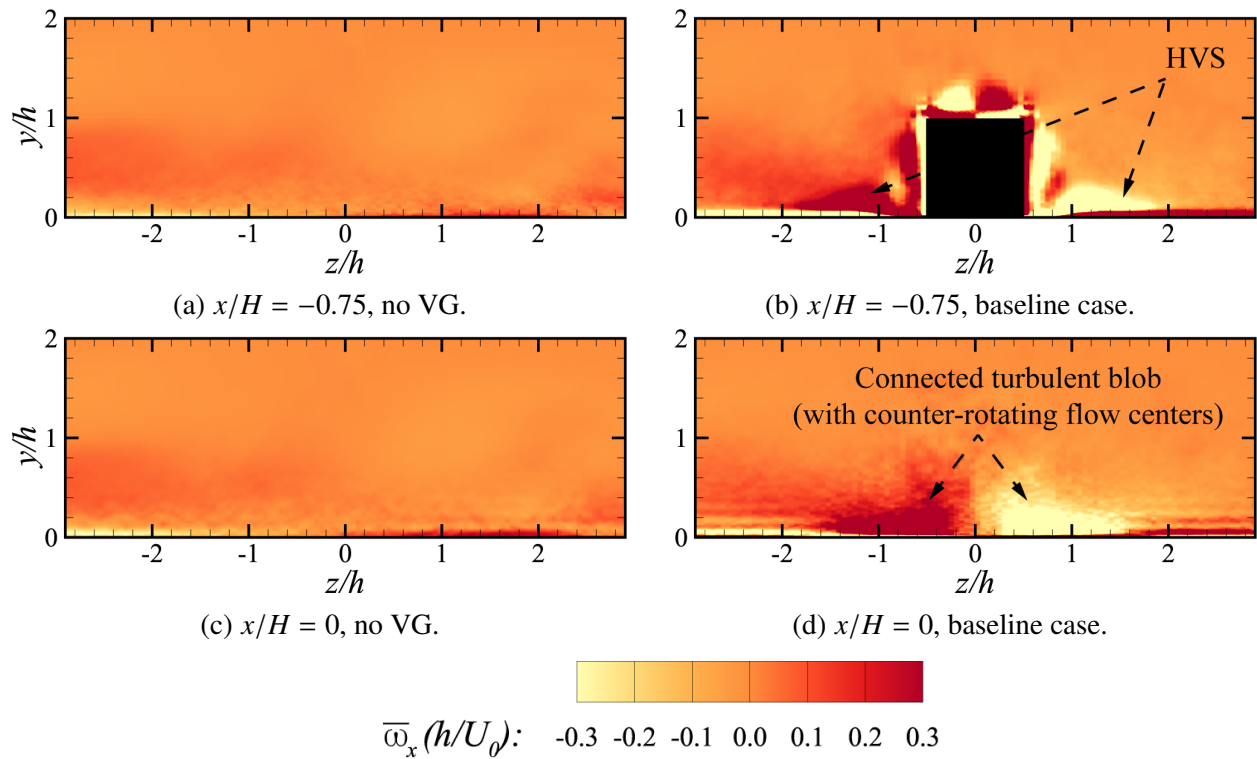 2
HVS
y/h
1
1
0
0
-2 -1 0 1 2
-2 -1 0 1 2
z/h
z/h
(a) x/H = −0.75, no VG.
(b) x/H = −0.75, baseline case.
2
2
Connected turbulent blob
(with counter-rotating flow centers)
y/h
1
1
0
0
-2 -1 0 1 2
-2 -1 0 1 2
z/h
z/h
(c) x/H = 0, no VG.
(d) x/H = 0, baseline case.
ω̅ₓ(h/U₀): -0.3 -0.2 -0.1 0.0 0.1 0.2 0.3